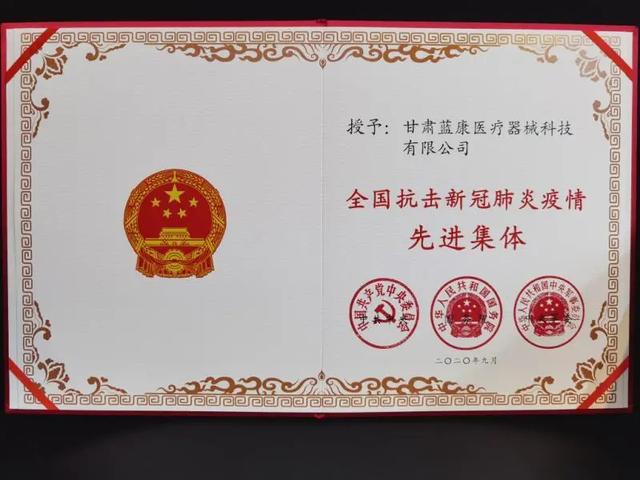 授予：甘肃蓝康医疗器械科技
有限公司
全国抗击新冠肺炎疫情
先进集体
中国共产党中央委员会
中华人民共和国国务院
中华人民共和国中央军事委员会
二〇二〇年九月